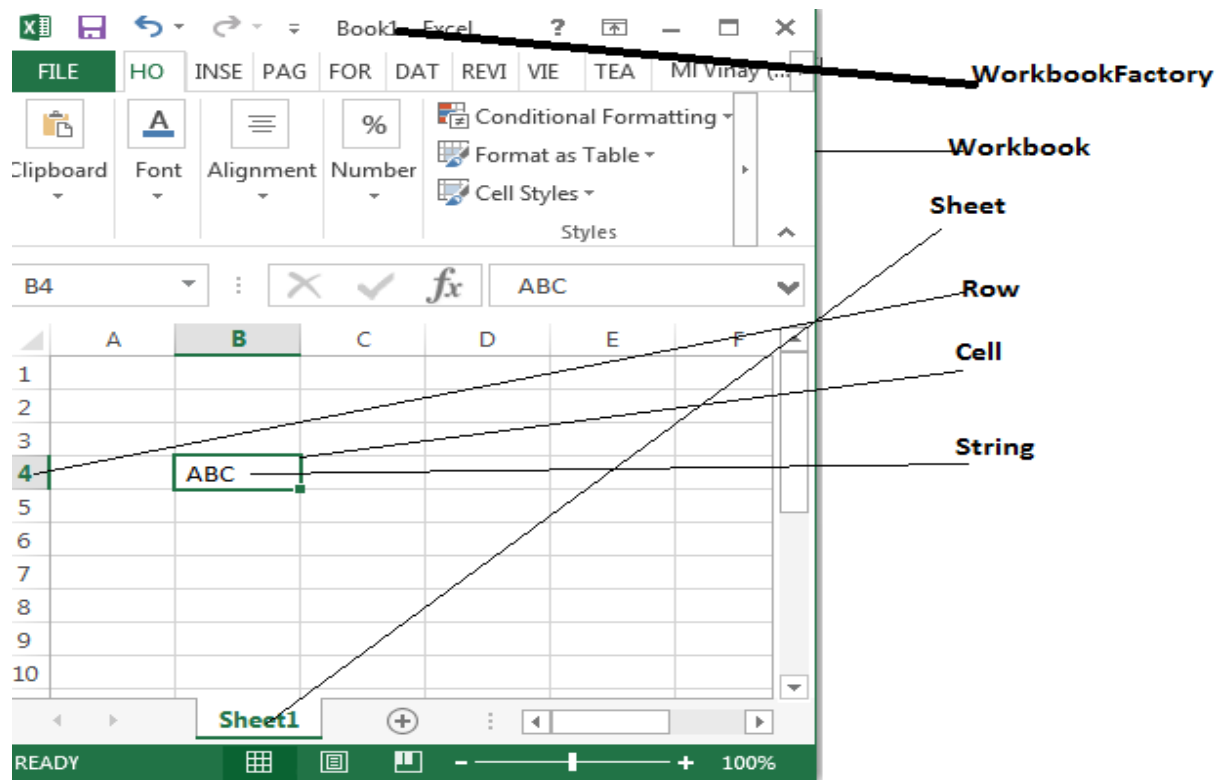 Book1 - Excel ?
FILE HO INSE PAG FOR DAT REVI VIE TEA MI Vinay (...
WorkbookFactory
Clipboard Font Alignment Number
A %
Conditional Formatting
Format as Table
Cell Styles
Styles
Workbook
Sheet
B4 fx ABC
Row
A B C D E F
Cell
1
2
3
4 ABC
String
5
6
7
8
9
10
Sheet1
READY 100%